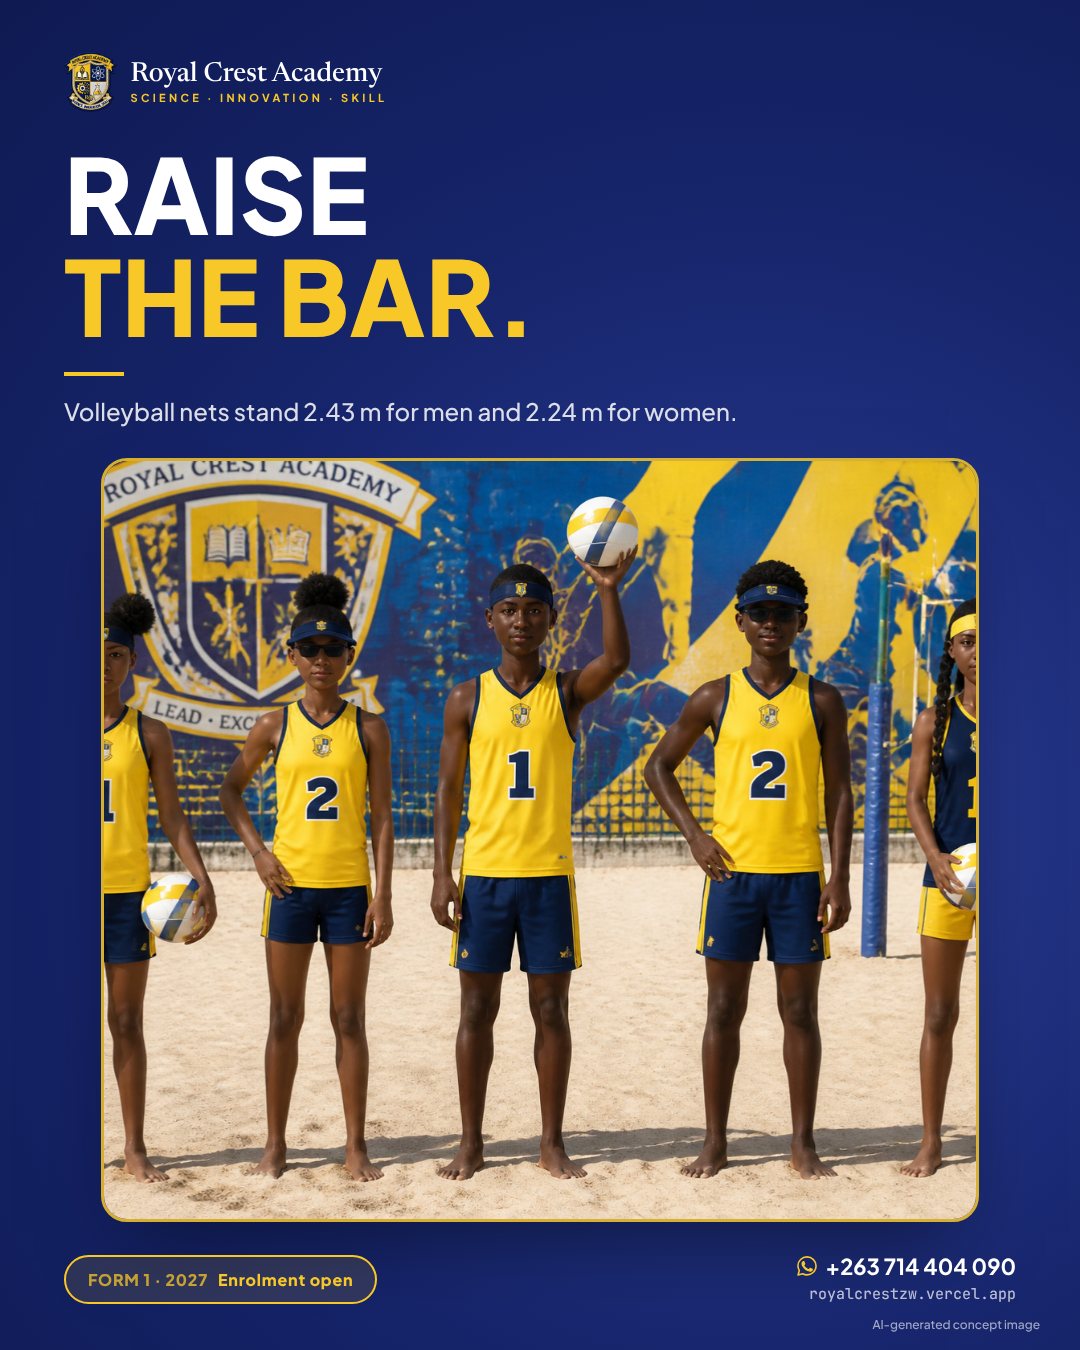 Royal Crest Academy
SCIENCE · INNOVATION · SKILL
RAISE
THE BAR.
Volleyball nets stand 2.43 m for men and 2.24 m for women.
ROYAL CREST ACADEMY
LEAD · EXC
2
1
2
FORM 1 · 2027 Enrolment open
+263 714 404 090
royalcrestzw.vercel.app
AI-generated concept image